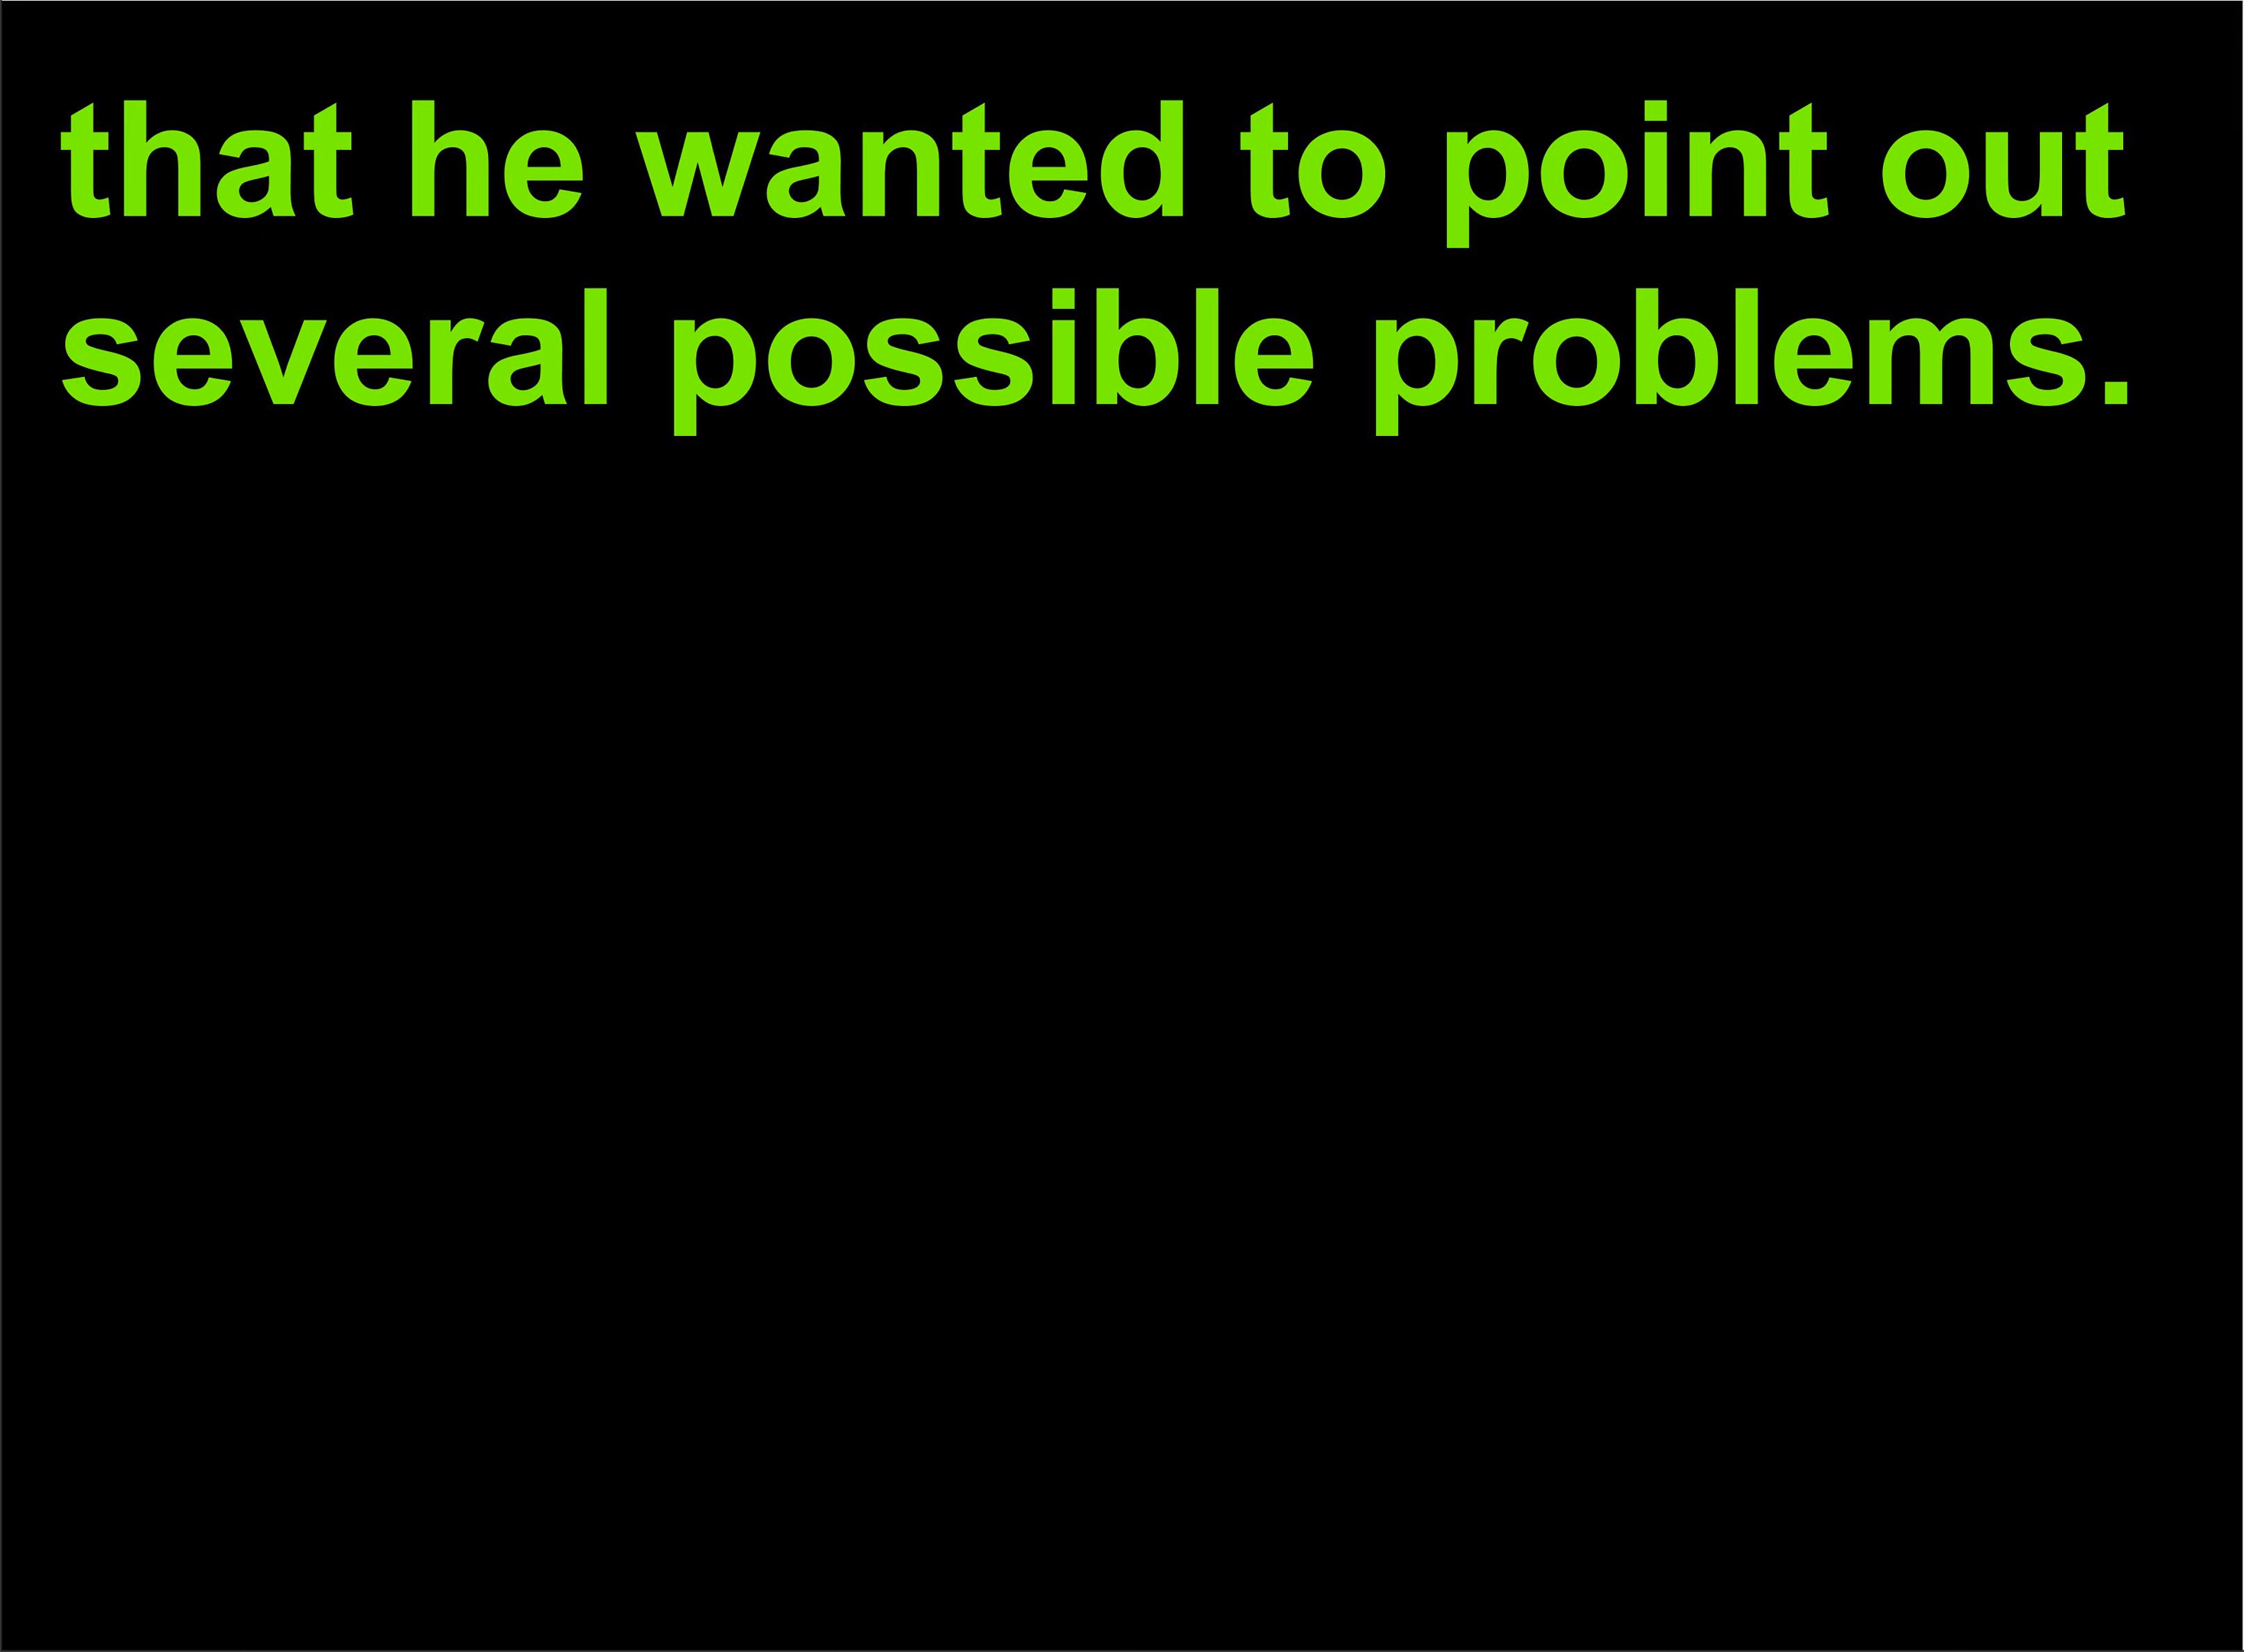 that he wanted to point out
several possible problems.